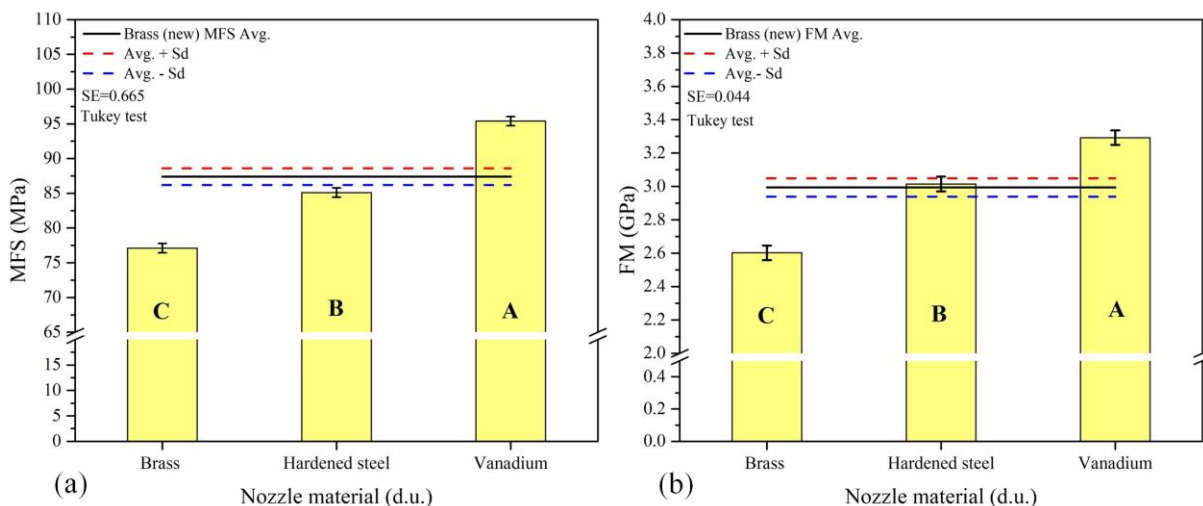 110
105
100
95
90
85
80
75
70
65
15
10
5
0
MFS (MPa)
Brass (new) MFS Avg.
Avg. + Sd
Avg. - Sd
SE=0.665
Tukey test
C
B
A
Brass
Hardened steel
Vanadium
Nozzle material (d.u.)
(a)
4.0
3.8
3.6
3.4
3.2
3.0
2.8
2.6
2.4
2.2
2.0
0.4
0.2
0.0
FM (GPa)
Brass (new) FM Avg.
Avg. + Sd
Avg.- Sd
SE=0.044
Tukey test
C
B
A
Brass
Hardened steel
Vanadium
Nozzle material (d.u.)
(b)